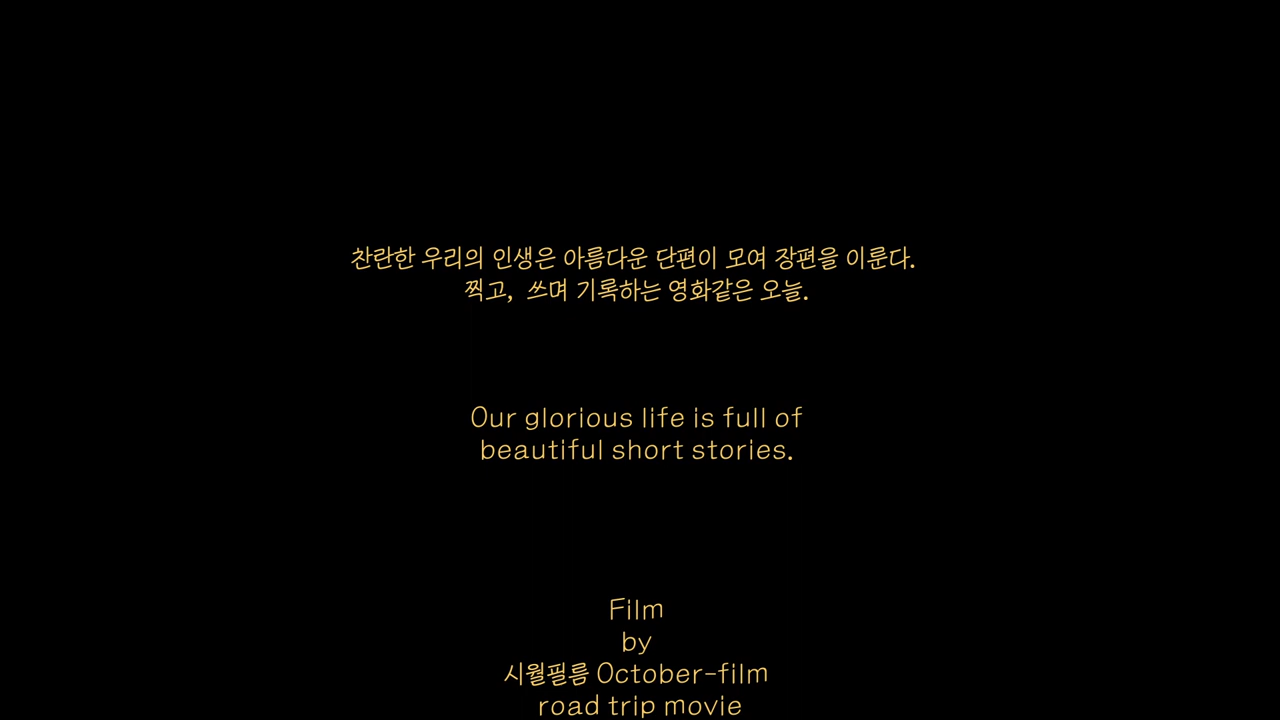 찬란한 우리의 인생은 아름다운 단편이 모여 장편을 이룬다.
찍고, 쓰며 기록하는 영화같은 오늘.
Our glorious life is full of
beautiful short stories.
Film
by
시월필름 October-film
road trip movie